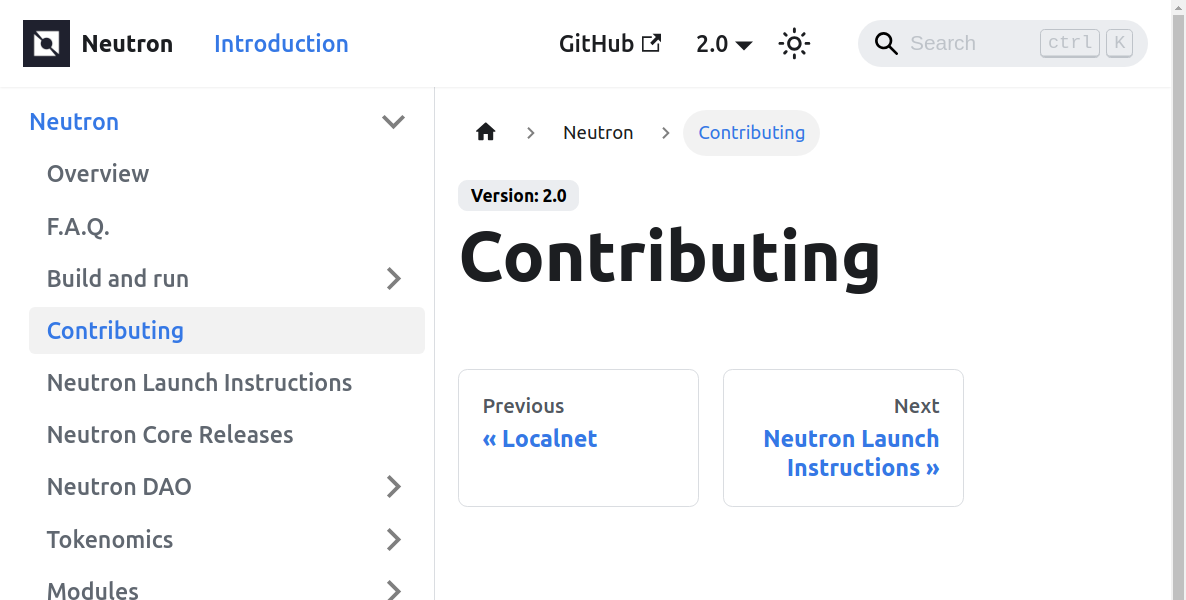 Neutron
Introduction
GitHub
2.0
Search
ctrl
K
Neutron
Overview
F.A.Q.
Build and run
Contributing
Neutron Launch Instructions
Neutron Core Releases
Neutron DAO
Tokenomics
Modules
Neutron
Contributing
Version: 2.0
Contributing
Previous
« Localnet
Next
Neutron Launch
Instructions »